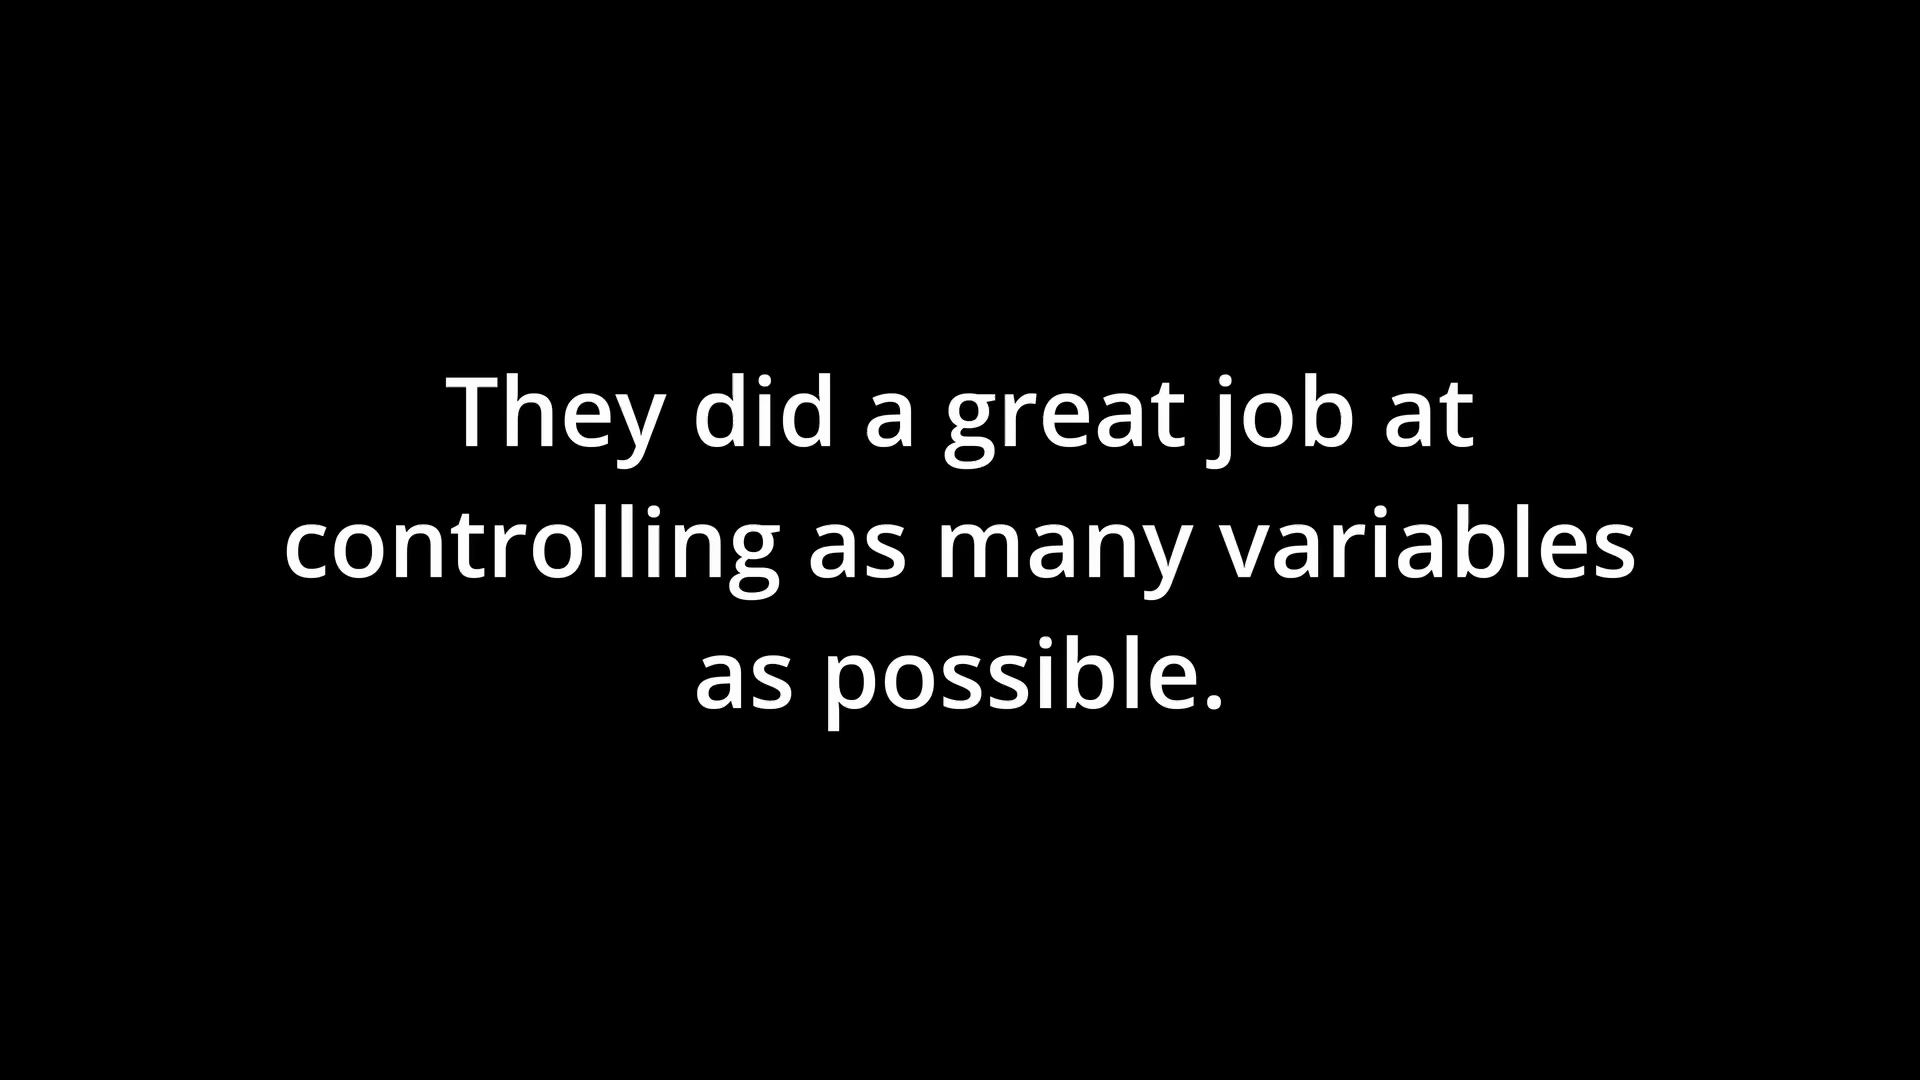 They did a great job at
controlling as many variables
as possible.